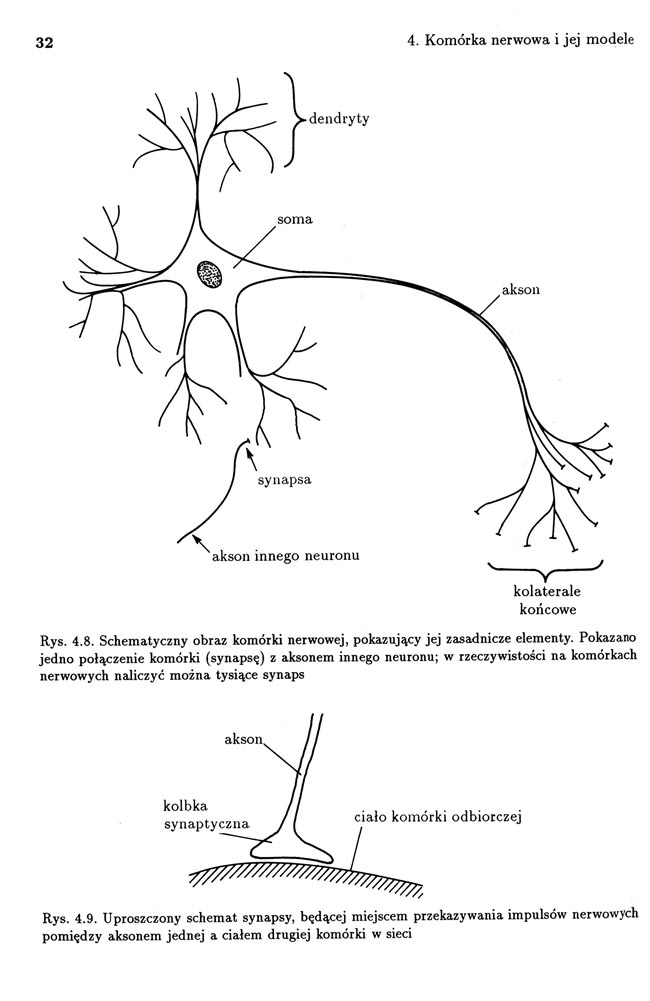 32
4. Komórka nerwowa i jej modele
dendryty
soma
akson
synapsa
akson innego neuronu
kolaterale
końcowe
Rys. 4.8. Schematyczny obraz komórki nerwowej, pokazujący jej zasadnicze elementy. Pokazano
jedno połączenie komórki (synapsę) z aksonem innego neuronu; w rzeczywistości na komórkach
nerwowych naliczyć można tysiące synaps
akson
kolbka
synaptyczna
ciało komórki odbiorczej
Rys. 4.9. Uproszczony schemat synapsy, będącej miejscem przekazywania impulsów nerwowych
pomiędzy aksonem jednej a ciałem drugiej komórki w sieci